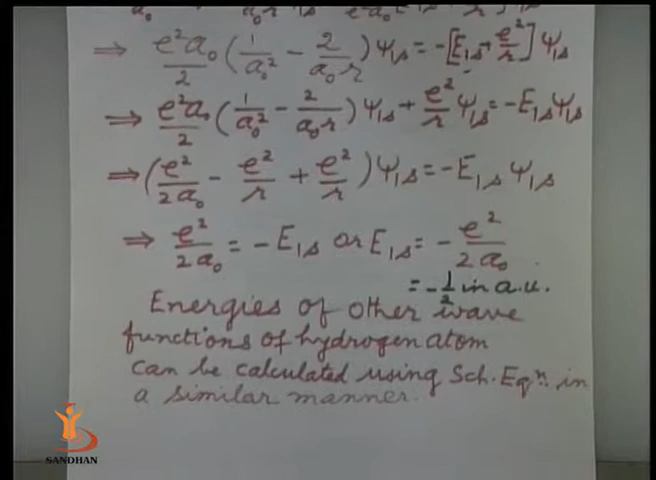 ⇒ e²a₀/2 (1/a₀² - 2/a₀r) Ψ₁ₛ = -[E₁ₛ + e²/r] Ψ₁ₛ
⇒ e²a₀/2 (1/a₀² - 2/a₀r) Ψ₁ₛ + e²/r Ψ₁ₛ = -E₁ₛΨ₁ₛ
⇒ (e²/2a₀ - e²/r + e²/r) Ψ₁ₛ = -E₁ₛ Ψ₁ₛ
⇒ e²/2a₀ = -E₁ₛ or E₁ₛ = - e²/2a₀
= -1/2 in a.u.
Energies of other wave
functions of hydrogen atom
can be calculated using Sch. Eqⁿ. in
a similar manner.
SANDHAN